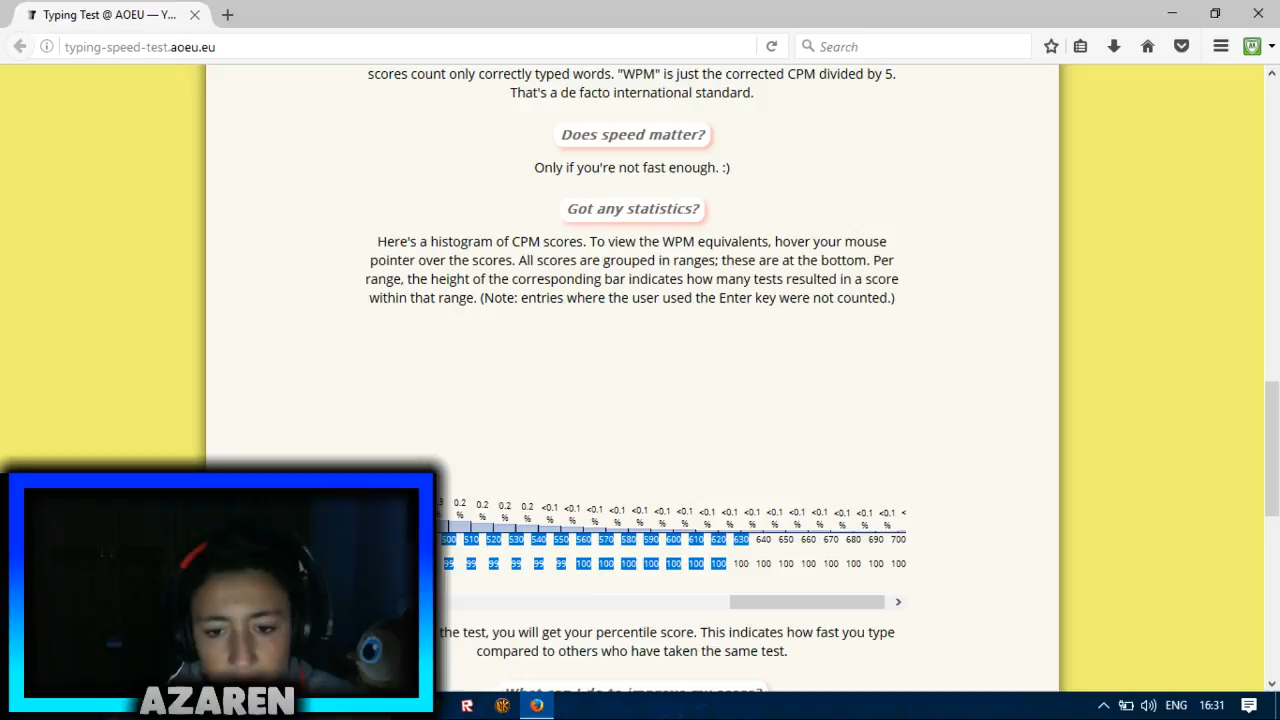 Typing Test @ AOEU — Y...
typing-speed-test.aoeu.eu
Search
scores count only correctly typed words. "WPM" is just the corrected CPM divided by 5.
That's a de facto international standard.
Does speed matter?
Only if you're not fast enough. :)
Got any statistics?
Here's a histogram of CPM scores. To view the WPM equivalents, hover your mouse
pointer over the scores. All scores are grouped in ranges; these are at the bottom. Per
range, the height of the corresponding bar indicates how many tests resulted in a score
within that range. (Note: entries where the user used the Enter key were not counted.)
0.2 0.2 0.2 0.2 <0.1 <0.1 <0.1 <0.1 <0.1 <0.1 <0.1 <0.1 <0.1 <0.1 <0.1 <0.1 <0.1 <0.1 <0.1 <
% % % % % % % % % % % % % % % % % % %
500 510 520 530 540 550 560 570 580 590 600 610 620 630 640 650 660 670 680 690 700
99 99 99 99 99 99 100 100 100 100 100 100 100 100 100 100 100 100 100 100 100
the test, you will get your percentile score. This indicates how fast you type
compared to others who have taken the same test.
What can I do to improve my score?
AZAREN
ENG 16:31